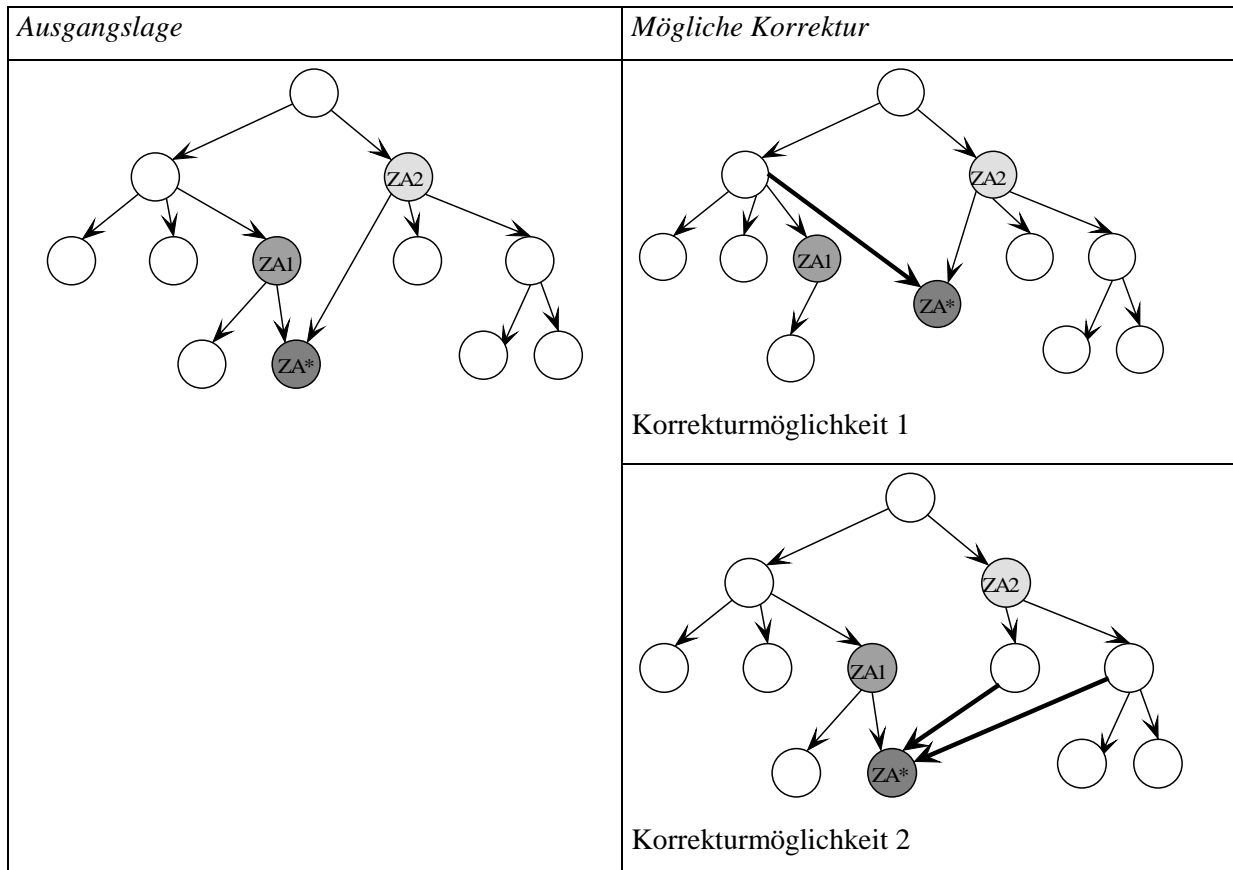 Ausgangslage
Mögliche Korrektur
ZA2
ZA1
ZA*
ZA2
ZA1
ZA*
Korrekturmöglichkeit 1
ZA2
ZA1
ZA*
Korrekturmöglichkeit 2